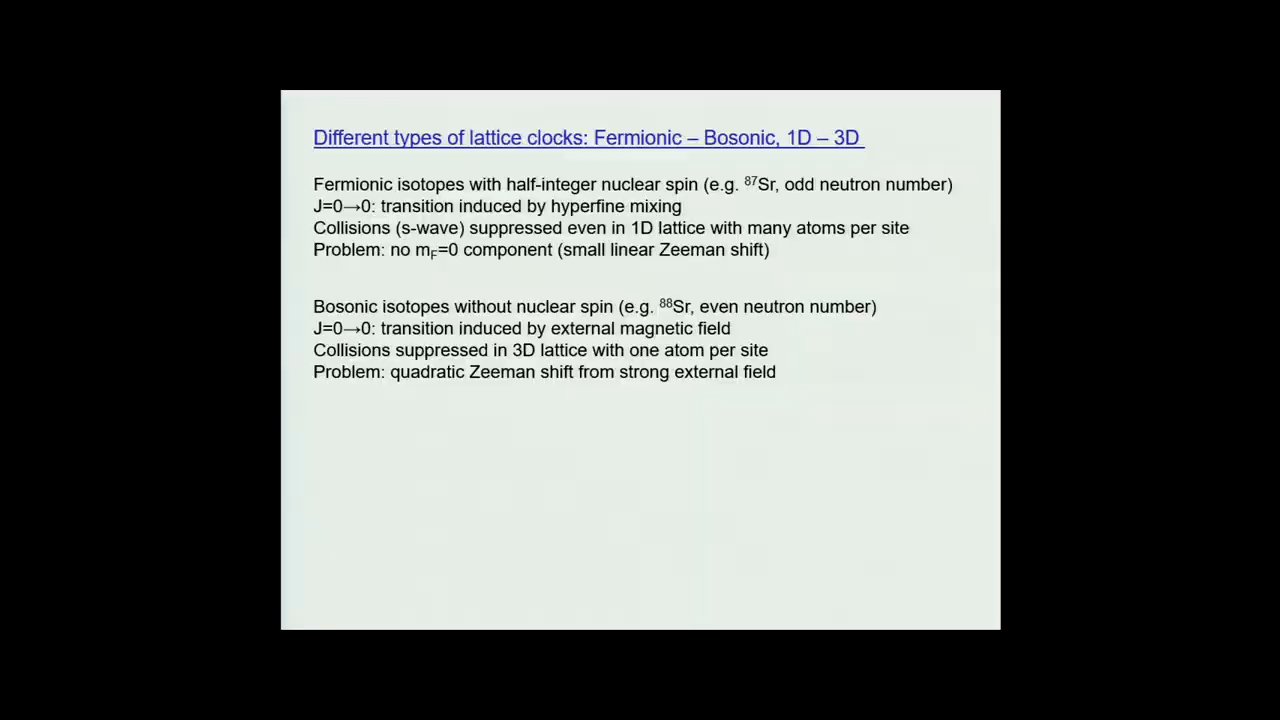 Different types of lattice clocks: Fermionic – Bosonic, 1D – 3D
Fermionic isotopes with half-integer nuclear spin (e.g. ⁸⁷Sr, odd neutron number)
J=0→0: transition induced by hyperfine mixing
Collisions (s-wave) suppressed even in 1D lattice with many atoms per site
Problem: no m_F=0 component (small linear Zeeman shift)
Bosonic isotopes without nuclear spin (e.g. ⁸⁸Sr, even neutron number)
J=0→0: transition induced by external magnetic field
Collisions suppressed in 3D lattice with one atom per site
Problem: quadratic Zeeman shift from strong external field